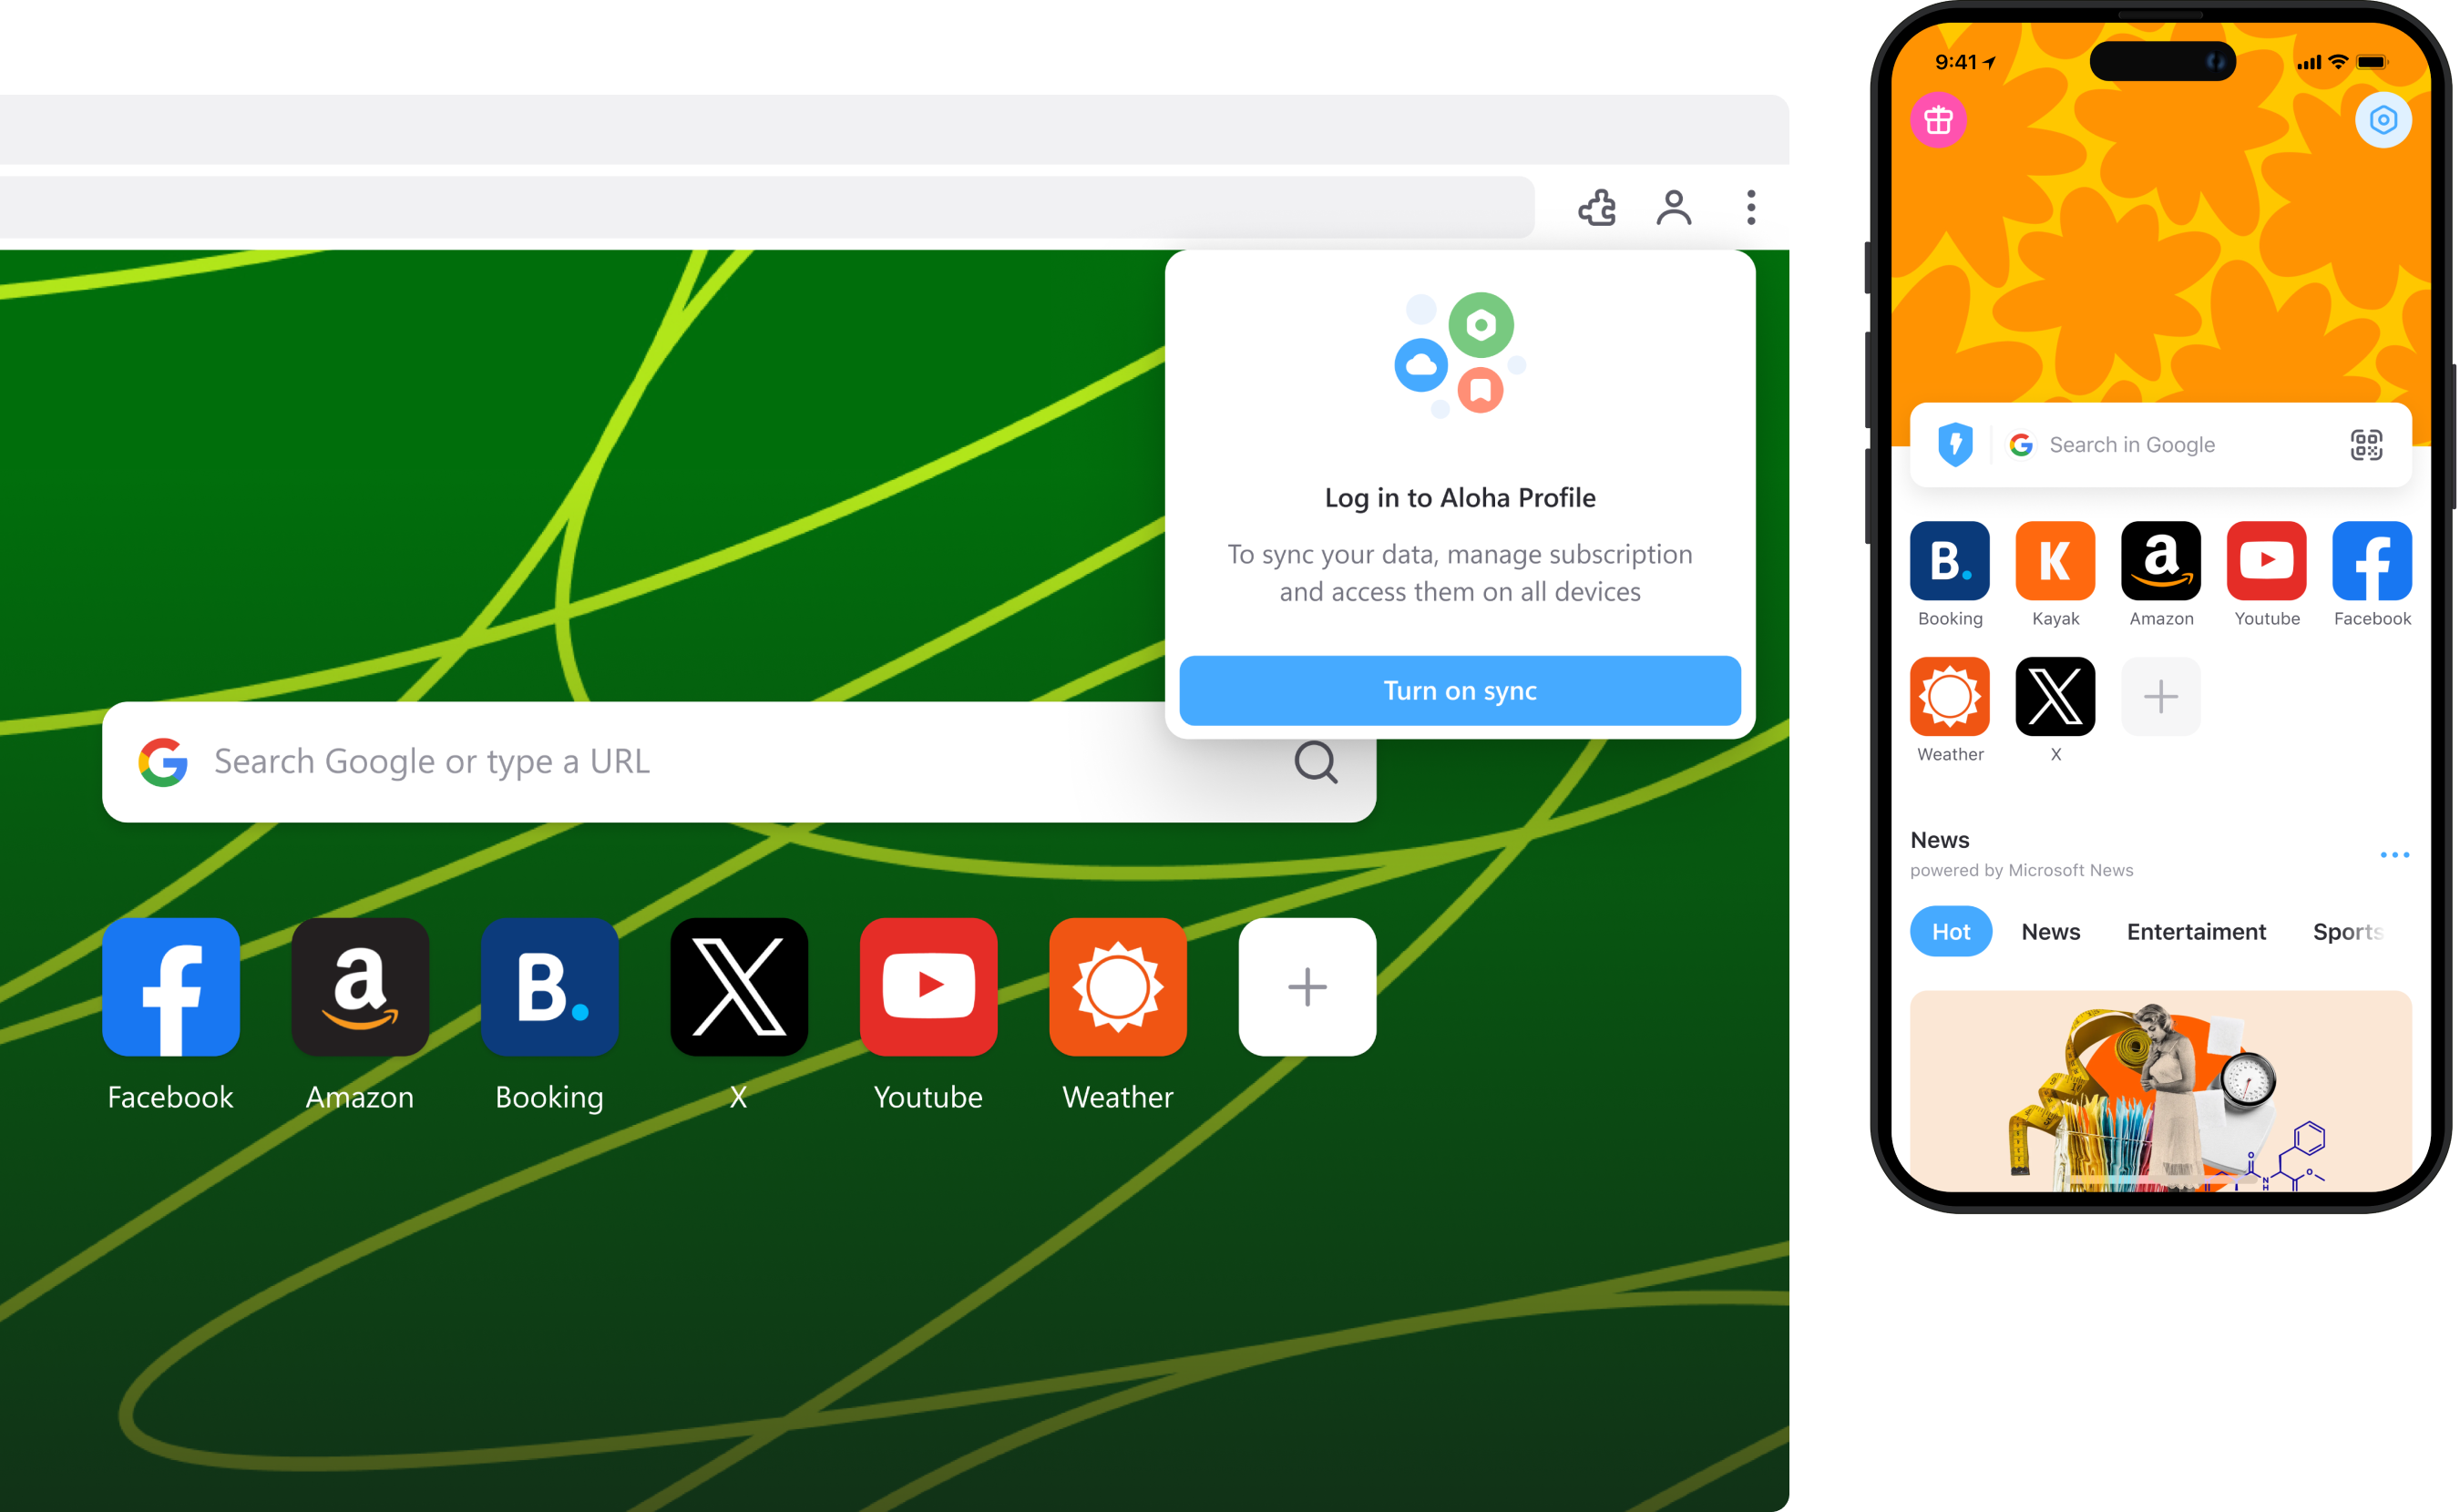 Log in to Aloha Profile
To sync your data, manage subscription
and access them on all devices
Turn on sync
Search Google or type a URL
Facebook
Amazon
Booking
X
Youtube
Weather
9:41
Search in Google
B.
K
a
Booking
Kayak
Amazon
Youtube
Facebook
Weather
X
News
powered by Microsoft News
Hot
News
Entertaiment
Sports